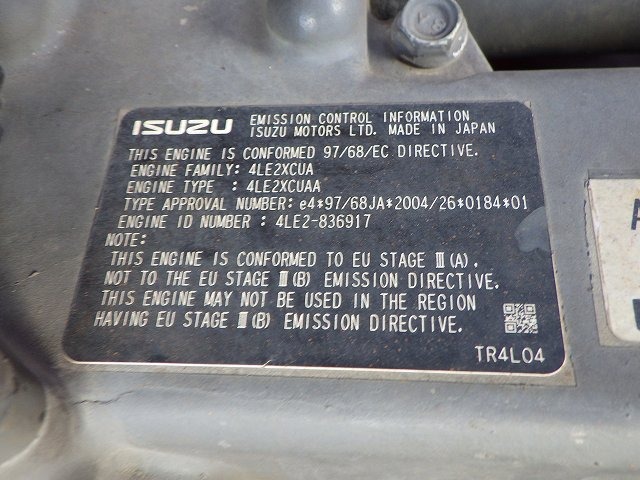 ISUZU EMISSION CONTROL INFORMATION
ISUZU MOTORS LTD. MADE IN JAPAN
THIS ENGINE IS CONFORMED 97/68/EC DIRECTIVE.
ENGINE FAMILY: 4LE2XCUA
ENGINE TYPE : 4LE2XCUAA
TYPE APPROVAL NUMBER: e4*97/68JA*2004/26*0184*01
ENGINE ID NUMBER : 4LE2-836917
NOTE:
THIS ENGINE IS CONFORMED TO EU STAGE Ⅲ(A).
NOT TO THE EU STAGE Ⅲ(B) EMISSION DIRECTIVE.
THIS ENGINE MAY NOT BE USED IN THE REGION
HAVING EU STAGE Ⅲ(B) EMISSION DIRECTIVE.
TR4L04